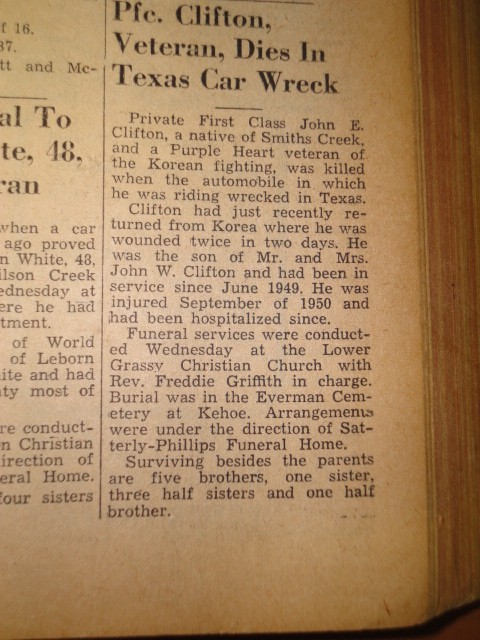 f 16.
37.
tt and Mc-
al To
te, 48,
ran
when a car
ago proved
n White, 48,
ilson Creek
ednesday at
ere he had
tment.
of World
of Leborn
ite and had
ty most of
re conduct-
n Christian
irection of
eral Home.
four sisters
Pfc. Clifton,
Veteran, Dies In
Texas Car Wreck
Private First Class John E.
Clifton, a native of Smiths Creek,
and a Purple Heart veteran of
the Korean fighting, was killed
when the automobile in which
he was riding wrecked in Texas.
Clifton had just recently re-
turned from Korea where he was
wounded twice in two days. He
was the son of Mr. and Mrs.
John W. Clifton and had been in
service since June 1949. He was
injured September of 1950 and
had been hospitalized since.
Funeral services were conduct-
ed Wednesday at the Lower
Grassy Christian Church with
Rev. Freddie Griffith in charge.
Burial was in the Everman Cem-
etery at Kehoe. Arrangements
were under the direction of Sat-
terly-Phillips Funeral Home.
Surviving besides the parents
are five brothers, one sister,
three half sisters and one half
brother.